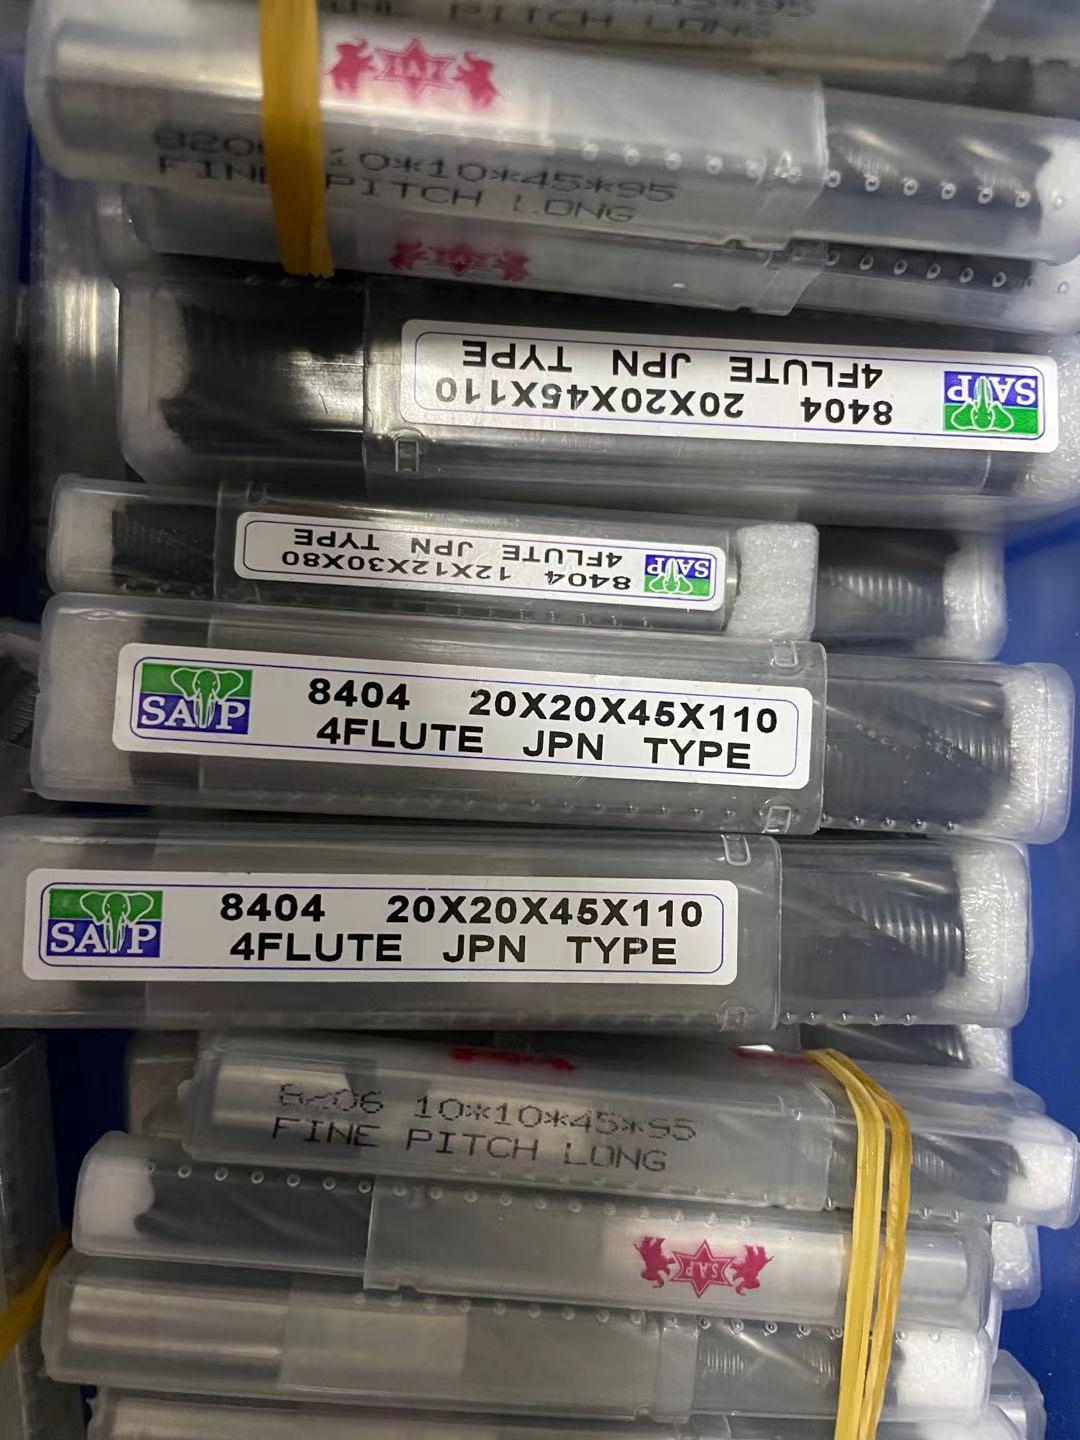 PITCH LONG
8206 10*10*45*95
FINE PITCH LONG
SAP
8404 20X20X45X110
4FLUTE JPN TYPE
SAP
8404 12X12X30X80
4FLUTE JPN TYPE
SAP
8404 20X20X45X110
4FLUTE JPN TYPE
SAP
8404 20X20X45X110
4FLUTE JPN TYPE
8206 10*10*45*95
FINE PITCH LONG
SAP